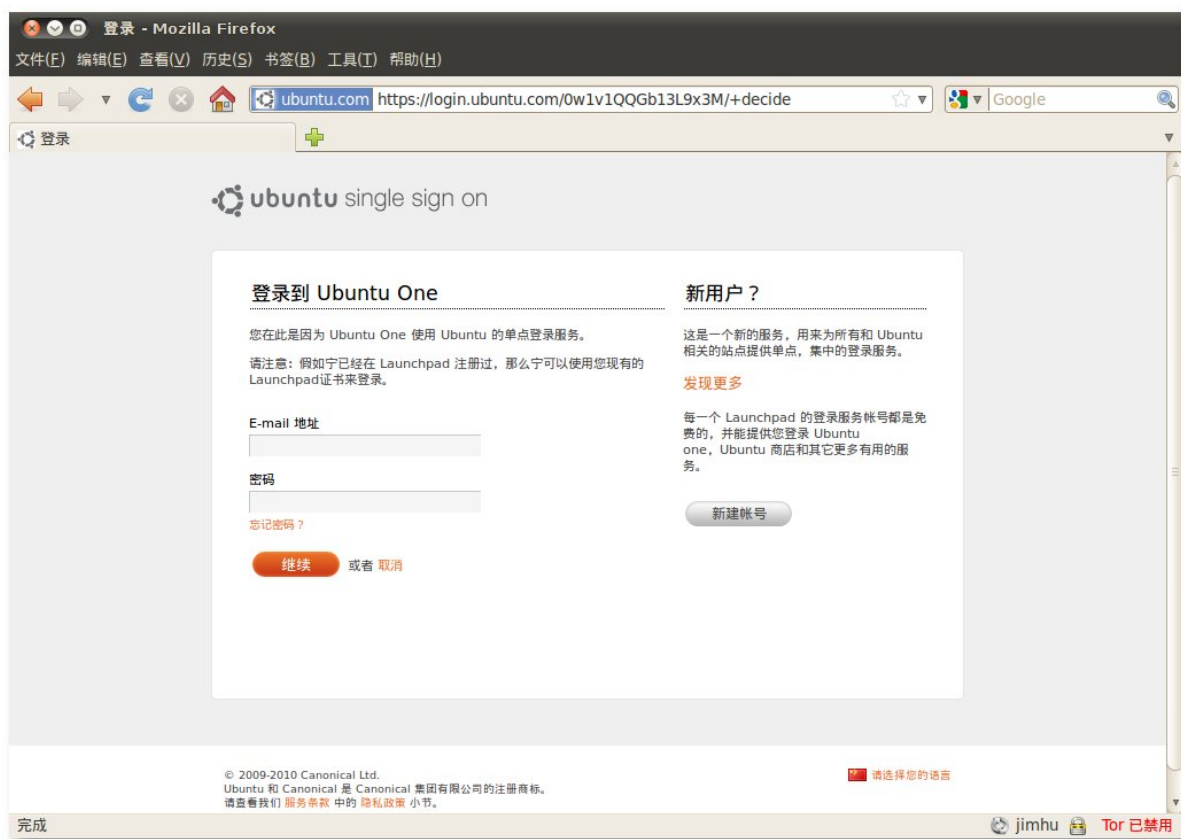 登录 - Mozilla Firefox
文件(F) 编辑(E) 查看(V) 历史(S) 书签(B) 工具(T) 帮助(H)
ubuntu.com https://login.ubuntu.com/0w1v1QQGb13L9x3M/+decide
Google
登录
ubuntu single sign on
登录到 Ubuntu One
您在此是因为 Ubuntu One 使用 Ubuntu 的单点登录服务。
请注意：假如宁已经在 Launchpad 注册过，那么宁可以使用您现有的
Launchpad证书来登录。
E-mail 地址
密码
忘记密码？
继续 或者 取消
新用户？
这是一个新的服务，用来为所有和 Ubuntu
相关的站点提供单点，集中的登录服务。
发现更多
每一个 Launchpad 的登录服务帐号都是免
费的，并能提供您登录 Ubuntu
one，Ubuntu 商店和其它更多有用的服
务。
新建帐号
© 2009-2010 Canonical Ltd.
Ubuntu 和 Canonical 是 Canonical 集团有限公司的注册商标。
请查看我们 服务条款 中的 隐私政策 小节。
请选择您的语言
完成
jimhu
Tor 已禁用